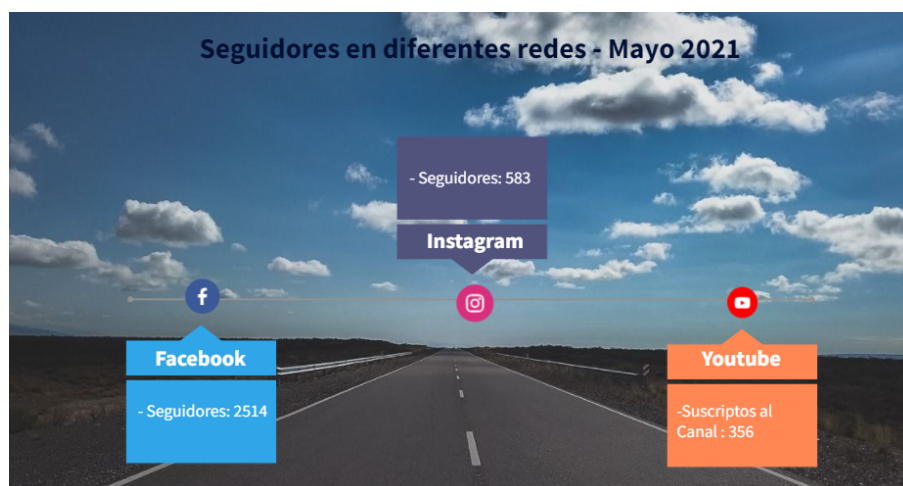 Seguidores en diferentes redes - Mayo 2021
- Seguidores: 583
Instagram
Facebook
- Seguidores: 2514
Youtube
-Suscriptos al
Canal : 356